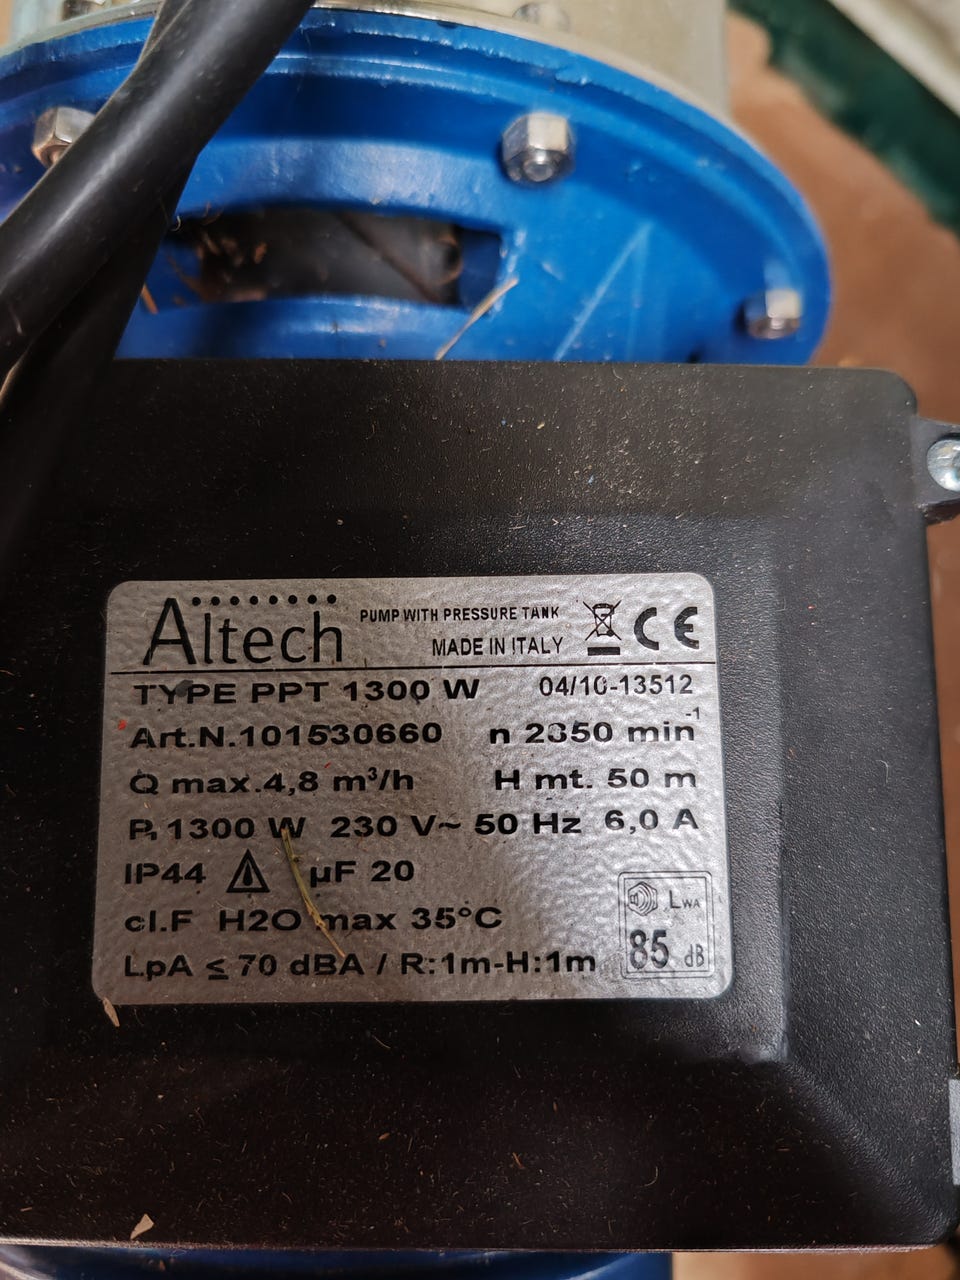 Altech PUMP WITH PRESSURE TANK CE
MADE IN ITALY
TYPE PPT 1300 W 04/10-13512
Art.N.101530660 n 2850 min-1
Q max.4,8 m³/h H mt. 50 m
P1 1300 W 230 V~ 50 Hz 6,0 A
IP44 µF 20
cl.F H2O max 35°C
LWA
85 dB
LpA ≤ 70 dBA / R:1m-H:1m